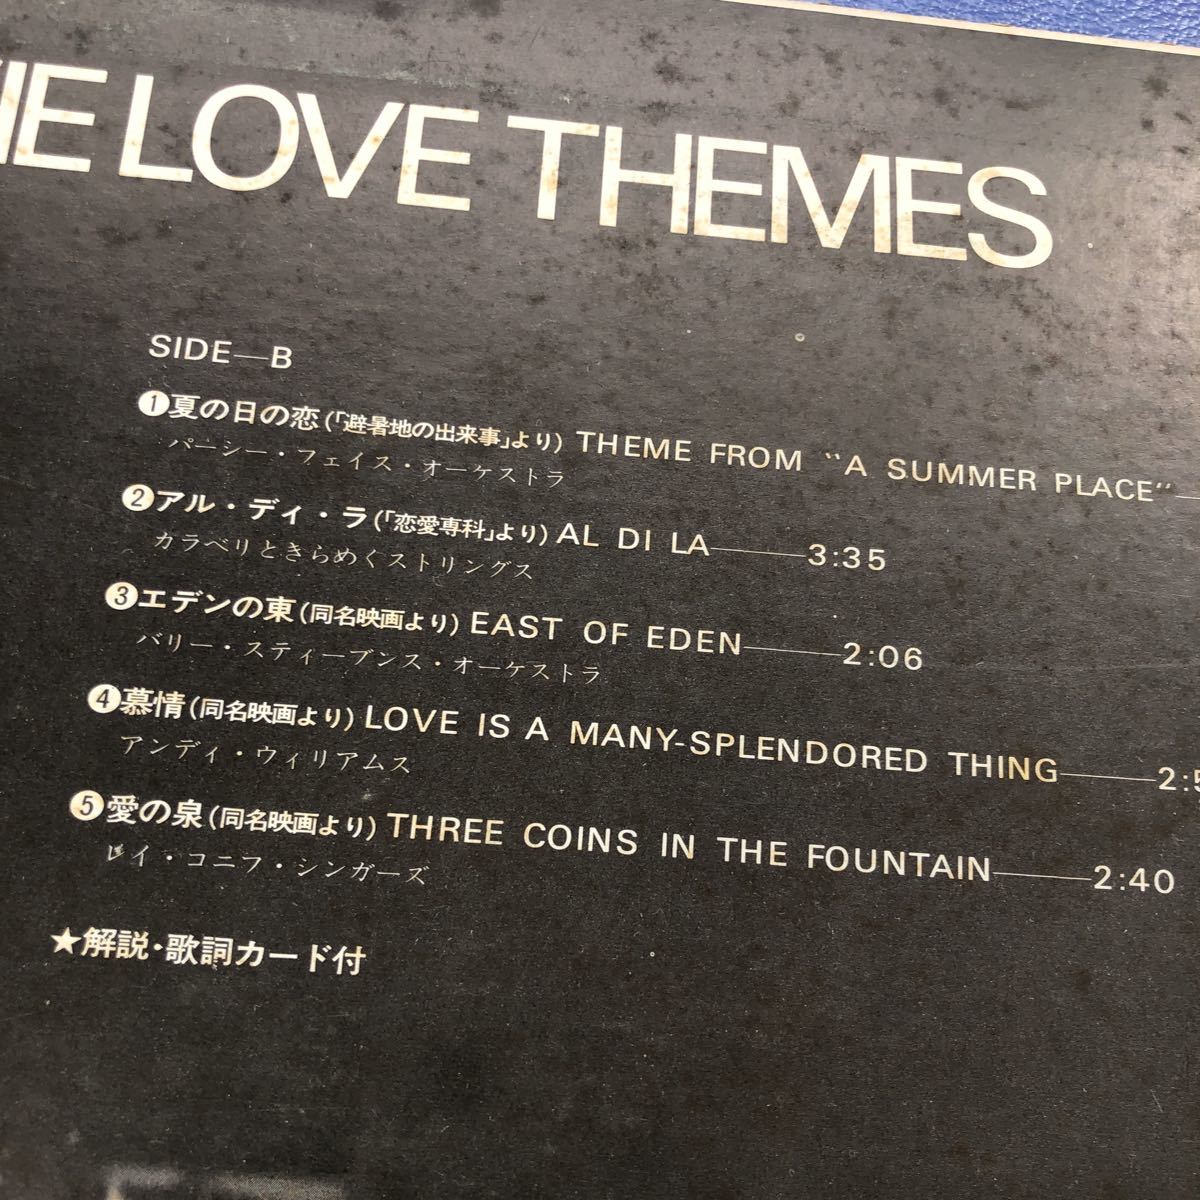 IE LOVE THEMES
SIDE—B
❶夏の日の恋(「避暑地の出来事」より) THEME FROM "A SUMMER PLACE"—
パーシー・フェイス・オーケストラ
❷アル・ディ・ラ(「恋愛専科」より) AL DI LA———3:35
カラベリときらめくストリングス
❸エデンの東(同名映画より) EAST OF EDEN———2:06
バリー・スティーブンス・オーケストラ
❹慕情(同名映画より) LOVE IS A MANY-SPLENDORED THING———2:5
アンディ・ウィリアムス
❺愛の泉(同名映画より) THREE COINS IN THE FOUNTAIN———2:40
レイ・コニフ・シンガーズ
★解説・歌詞カード付